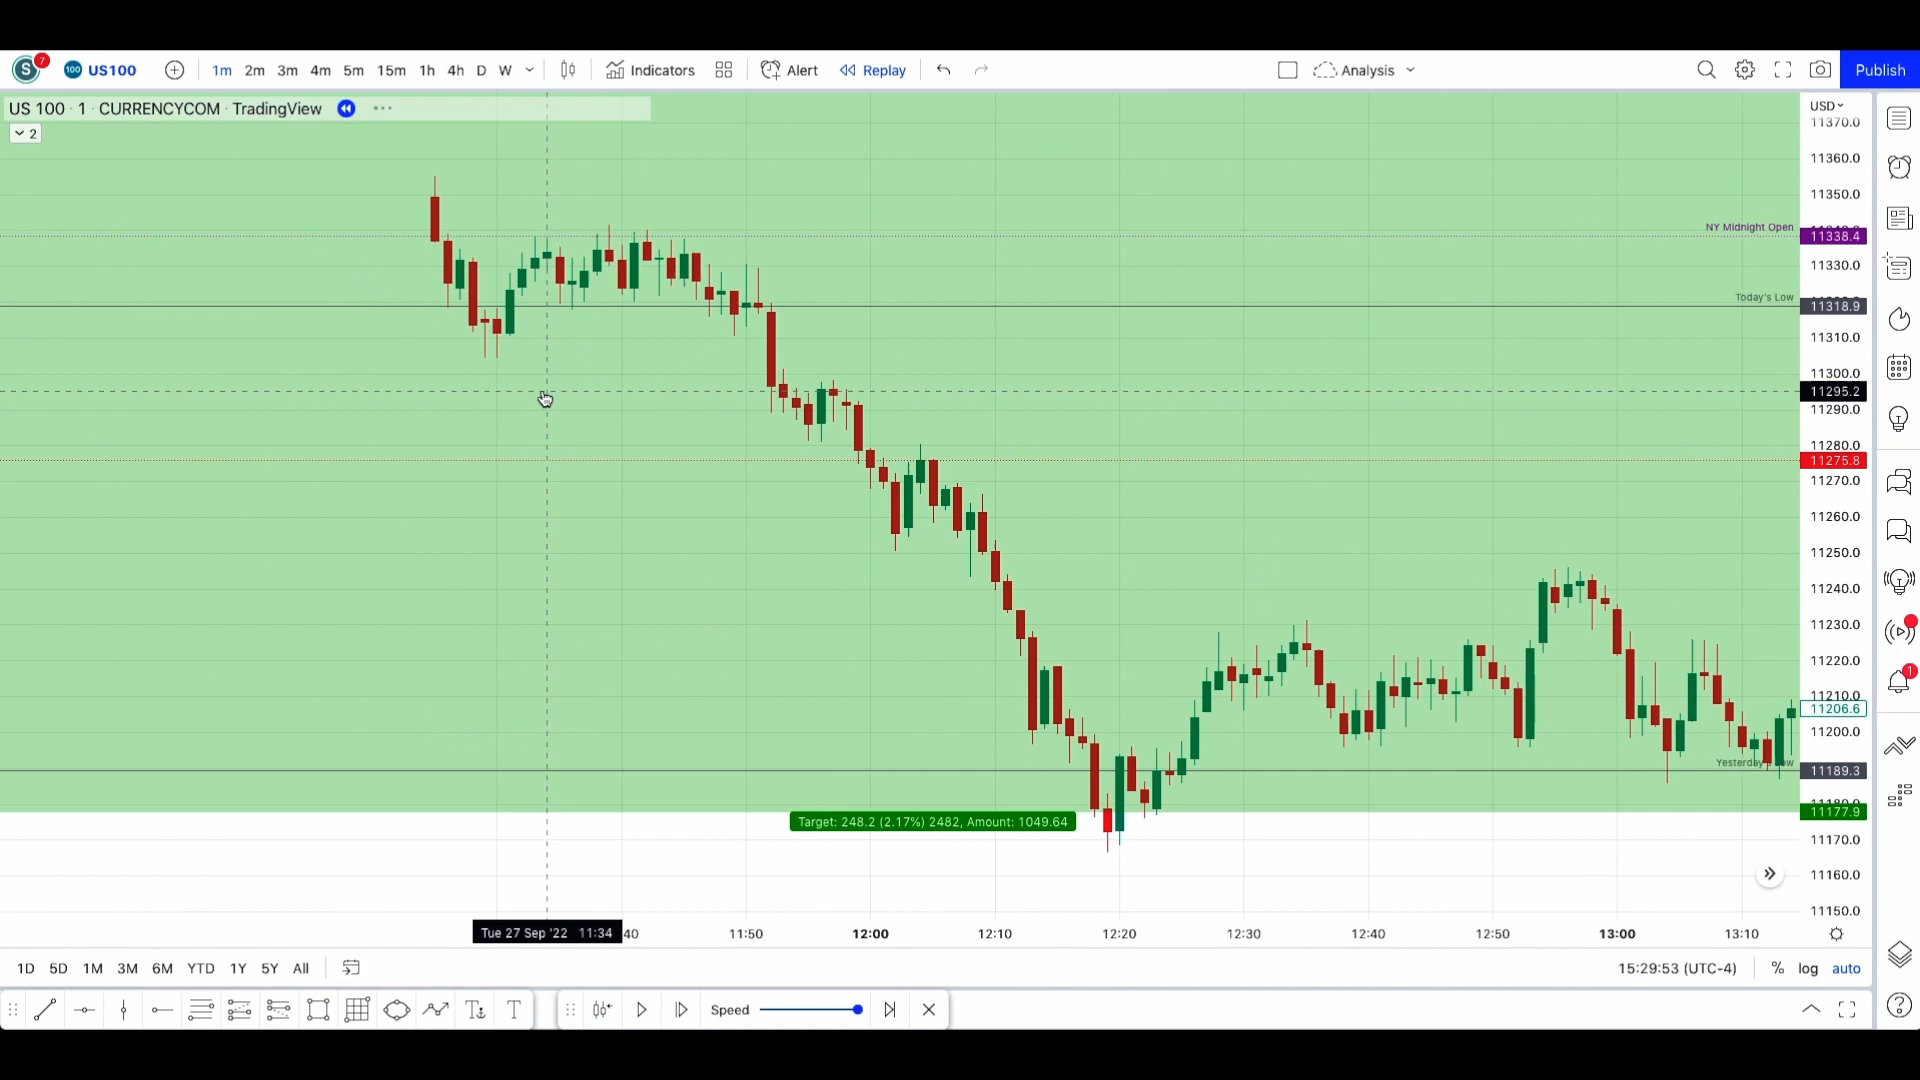 S 7 100 US100 1m 2m 3m 4m 5m 15m 1h 4h D W Indicators Alert Replay Analysis Publish
US 100 · 1 · CURRENCYCOM · TradingView
2
USD
11370.0
11360.0
11350.0
NY Midnight Open 11338.4
11330.0
Today's Low 11318.9
11310.0
11300.0
11295.2
11290.0
11280.0
11275.8
11270.0
11260.0
11250.0
11240.0
11230.0
11220.0
11210.0
11206.6
11200.0
11189.3
11177.9
Target: 248.2 (2.17%) 2482, Amount: 1049.64
11170.0
11160.0
11150.0
Tue 27 Sep '22 11:34 :40 11:50 12:00 12:10 12:20 12:30 12:40 12:50 13:00 13:10
1D 5D 1M 3M 6M YTD 1Y 5Y All 15:29:53 (UTC-4) % log auto
T T Speed
1